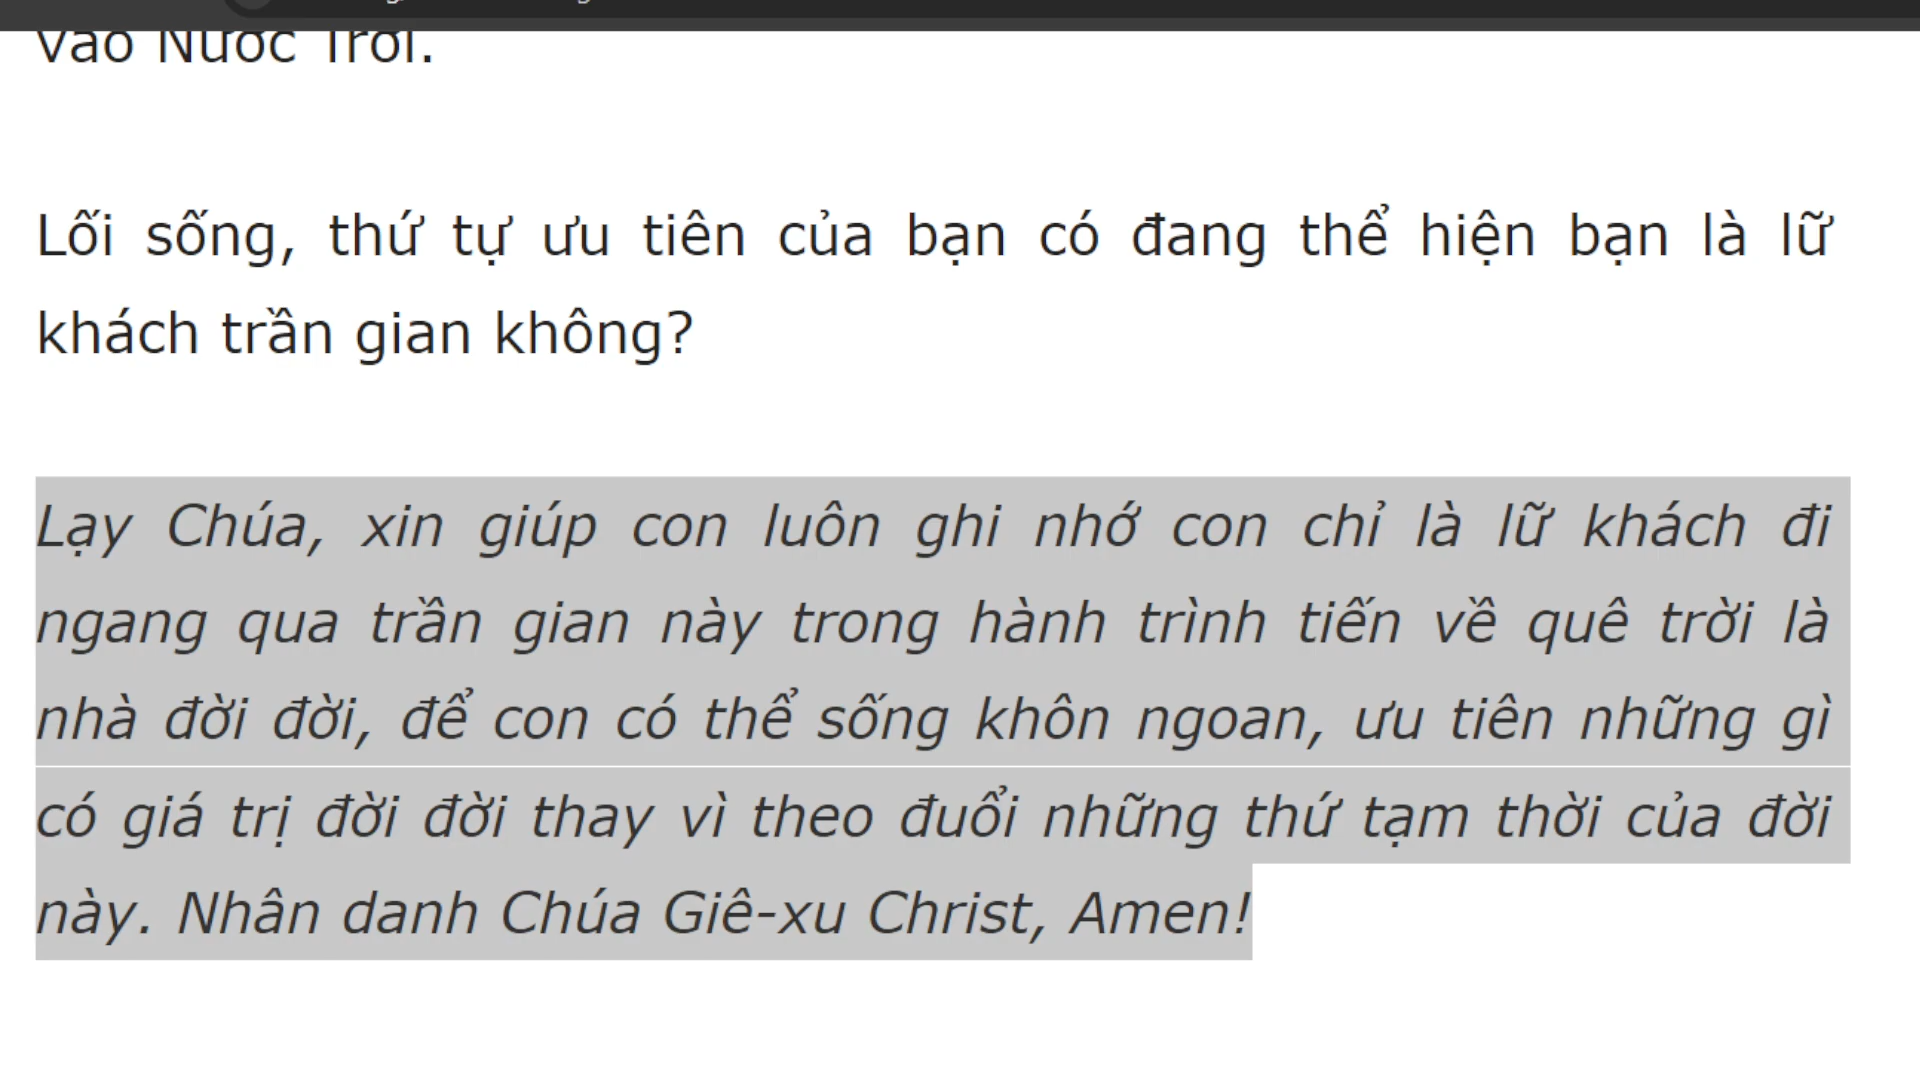 vào Nước Trời.
Lối sống, thứ tự ưu tiên của bạn có đang thể hiện bạn là lữ
khách trần gian không?
Lạy Chúa, xin giúp con luôn ghi nhớ con chỉ là lữ khách đi
ngang qua trần gian này trong hành trình tiến về quê trời là
nhà đời đời, để con có thể sống khôn ngoan, ưu tiên những gì
có giá trị đời đời thay vì theo đuổi những thứ tạm thời của đời
này. Nhân danh Chúa Giê-xu Christ, Amen!